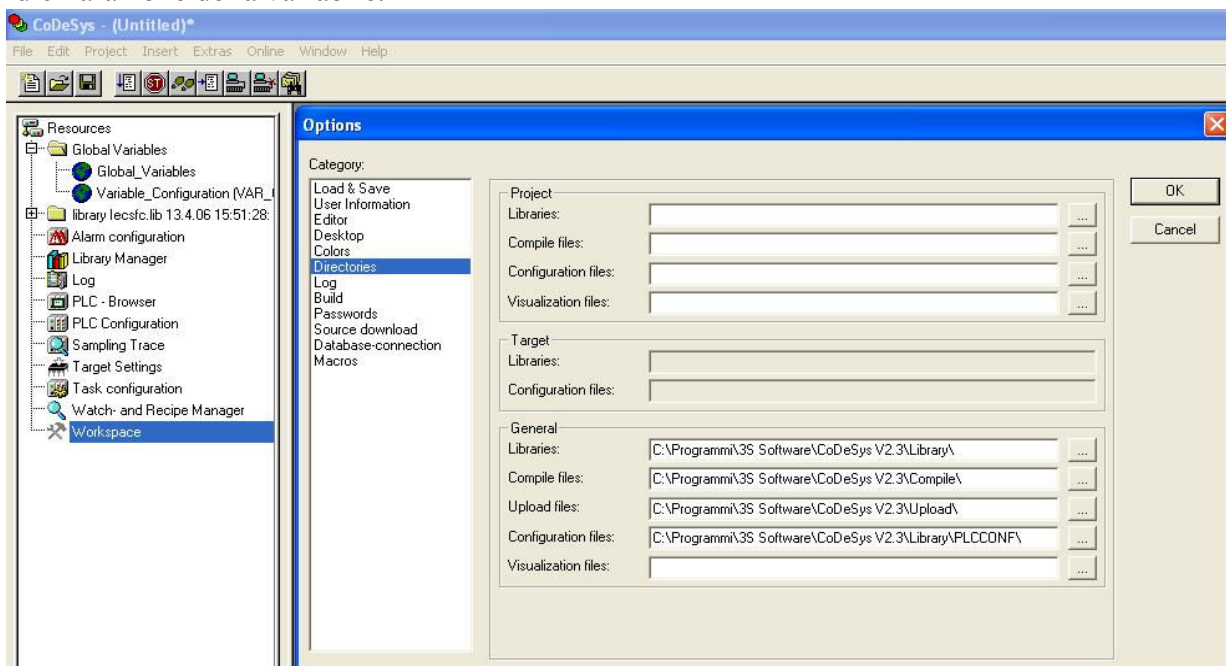 CoDeSys - (Untitled)*
File Edit Project Insert Extras Online Window Help
Resources
Global Variables
Global_Variables
Variable_Configuration (VAR_
library Iecsfc.lib 13.4.06 15:51:28:
Alarm configuration
Library Manager
Log
PLC - Browser
PLC Configuration
Sampling Trace
Target Settings
Task configuration
Watch- and Recipe Manager
Workspace
Options
Category:
Load & Save
User Information
Editor
Desktop
Colors
Directories
Log
Build
Passwords
Source download
Database-connection
Macros
Project
Libraries:
...
Compile files:
...
Configuration files:
...
Visualization files:
...
Target
Libraries:
Configuration files:
General
Libraries: C:\Programmi\3S Software\CoDeSys V2.3\Library\
...
Compile files: C:\Programmi\3S Software\CoDeSys V2.3\Compile\
...
Upload files: C:\Programmi\3S Software\CoDeSys V2.3\Upload\
...
Configuration files: C:\Programmi\3S Software\CoDeSys V2.3\Library\PLCCONF\
...
Visualization files:
...
OK
Cancel